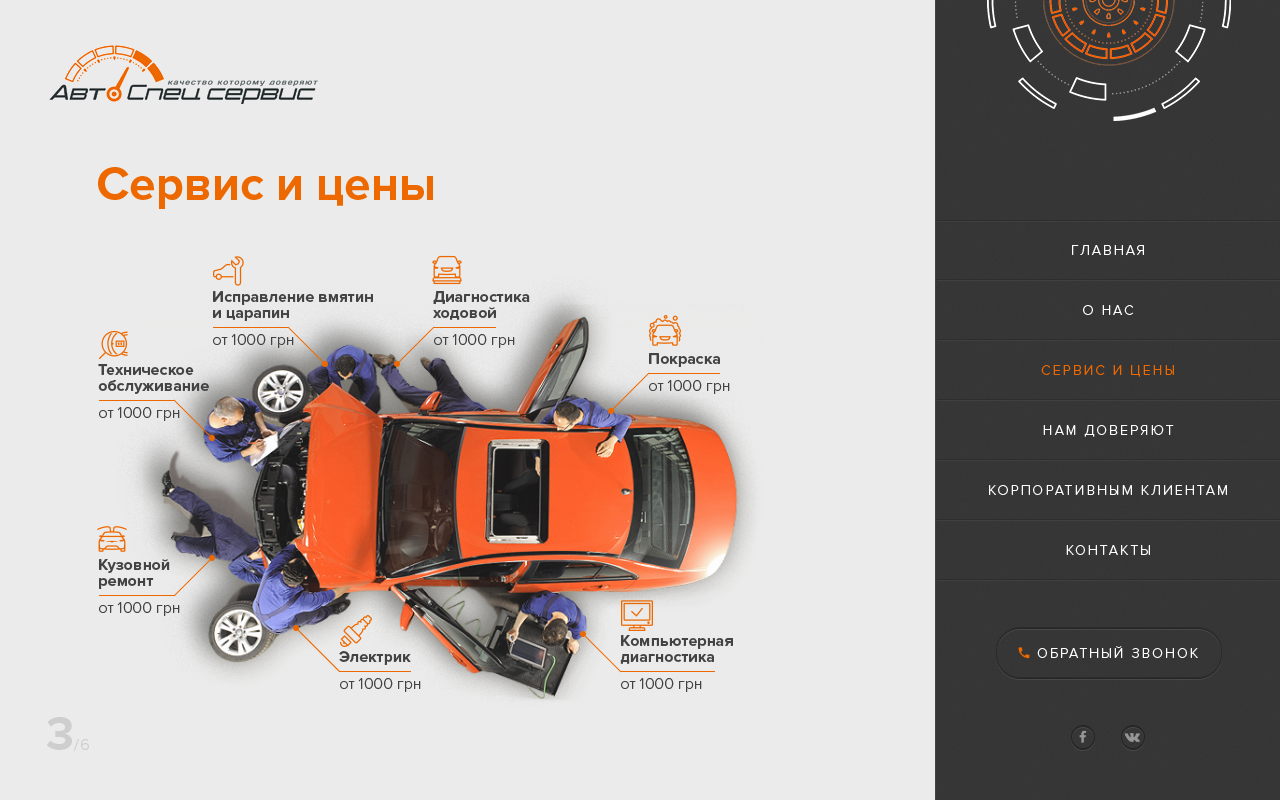 качество которому доверяют
АвтОСпец сервис
Сервис и цены
Исправление вмятин
и царапин
от 1000 грн
Диагностика
ходовой
от 1000 грн
Покраска
от 1000 грн
Техническое
обслуживание
от 1000 грн
Кузовной
ремонт
от 1000 грн
Электрик
от 1000 грн
Компьютерная
диагностика
от 1000 грн
3/6
ГЛАВНАЯ
О НАС
СЕРВИС И ЦЕНЫ
НАМ ДОВЕРЯЮТ
КОРПОРАТИВНЫМ КЛИЕНТАМ
КОНТАКТЫ
ОБРАТНЫЙ ЗВОНОК